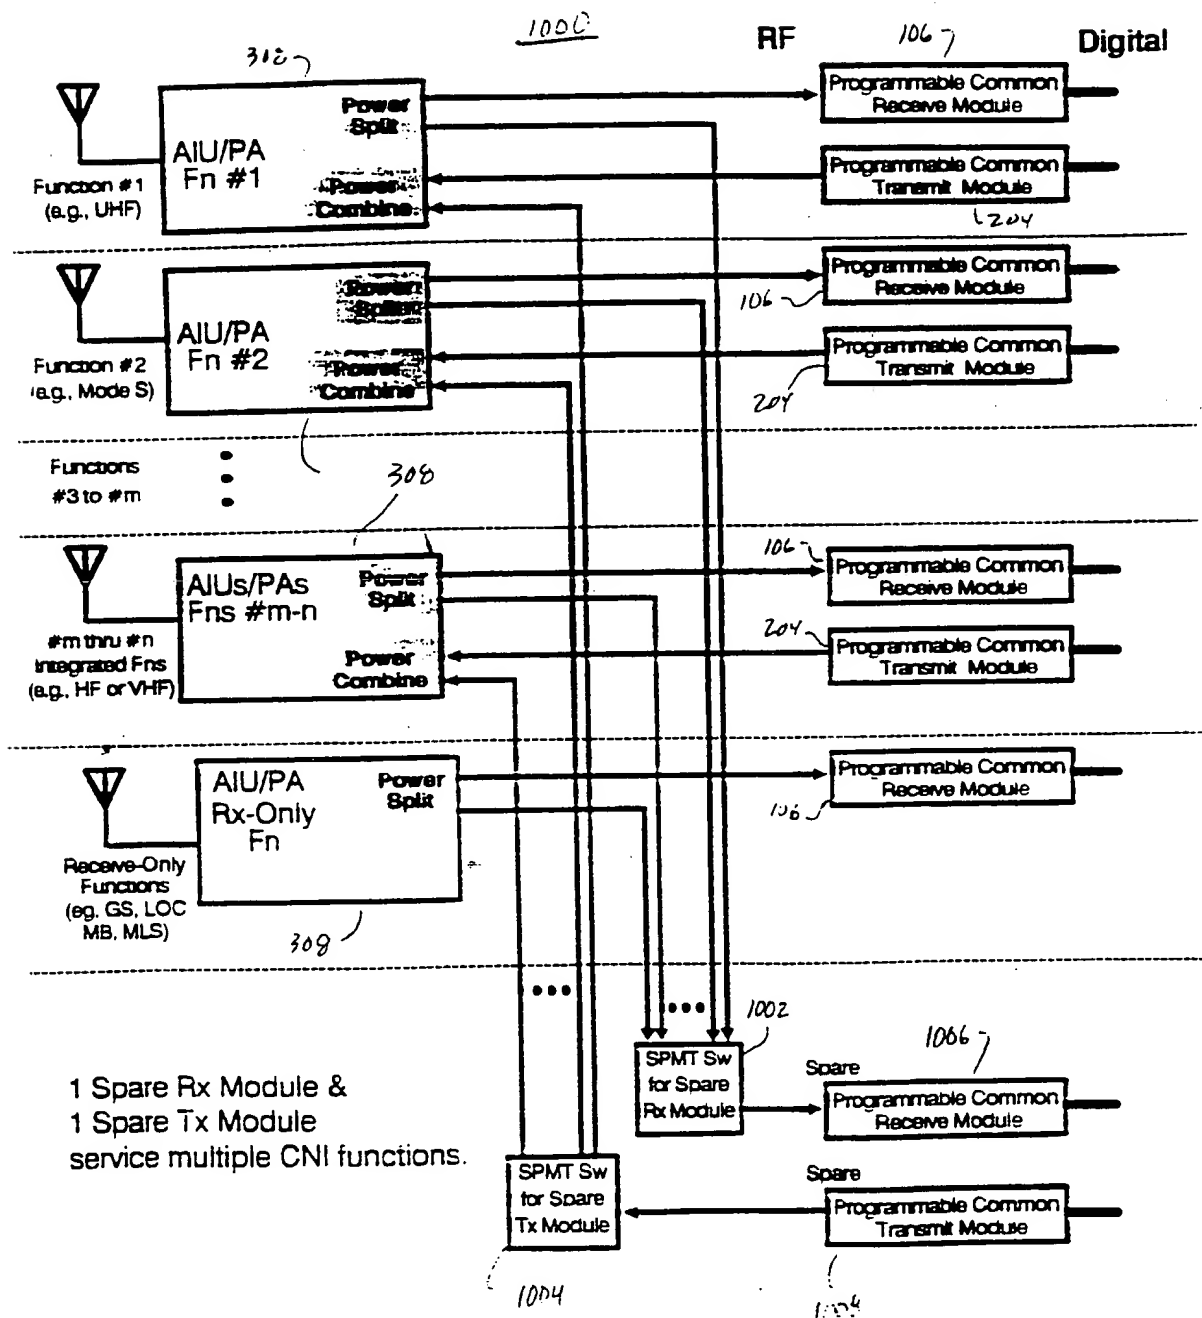 1000
RF
Digital
308
106
Power
Split
AIU/PA
Fn #1
Power
Combine
Function #1
(e.g., UHF)
Programmable Common
Receive Module
Programmable Common
Transmit Module
204
Power
Split
AIU/PA
Fn #2
Power
Combine
Function #2
(e.g., Mode S)
Programmable Common
Receive Module
106
Programmable Common
Transmit Module
204
Functions
#3 to #m
308
AIUs/PAs
Fns #m-n
Power
Split
Power
Combine
#m thru #n
Integrated Fns
(e.g., HF or VHF)
106
Programmable Common
Receive Module
204
Programmable Common
Transmit Module
AIU/PA
Rx-Only
Fn
Power
Split
Receive-Only
Functions
(eg. GS, LOC
MB, MLS)
308
Programmable Common
Receive Module
106
1 Spare Rx Module &
1 Spare Tx Module
service multiple CNI functions.
1002
SPMT Sw
for Spare
Rx Module
1006
Spare
Programmable Common
Receive Module
SPMT Sw
for Spare
Tx Module
1004
Spare
Programmable Common
Transmit Module